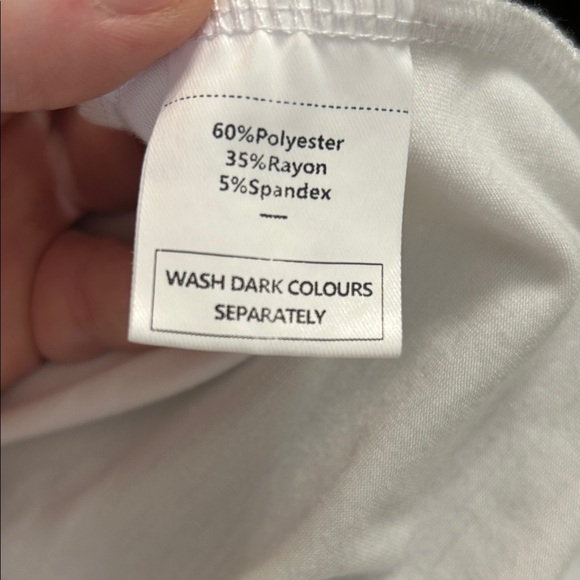 60%Polyester
35%Rayon
5%Spandex
WASH DARK COLOURS
SEPARATELY